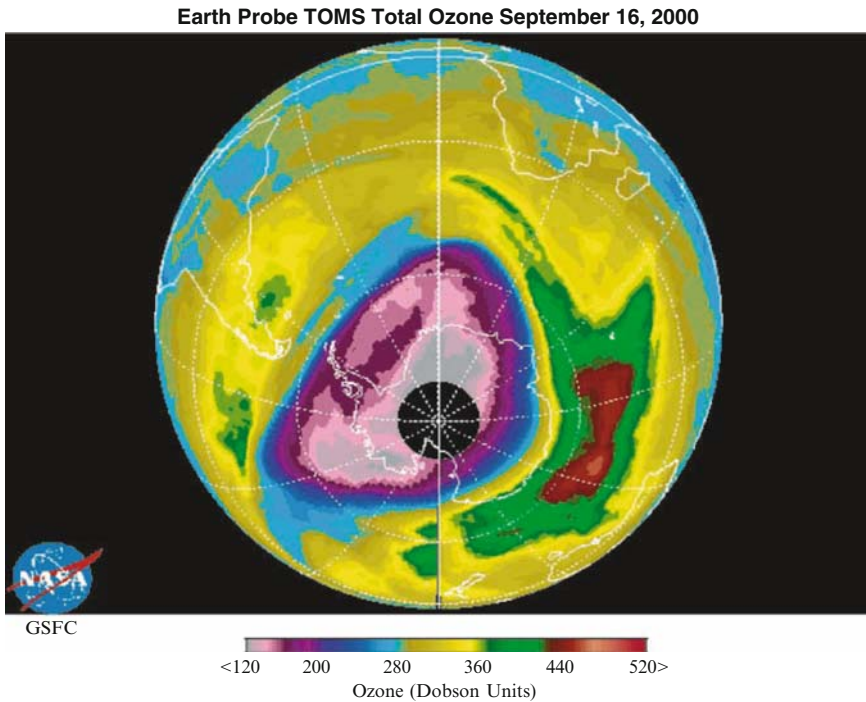 Earth Probe TOMS Total Ozone September 16, 2000
NASA
GSFC
<120 200 280 360 440 520>
Ozone (Dobson Units)